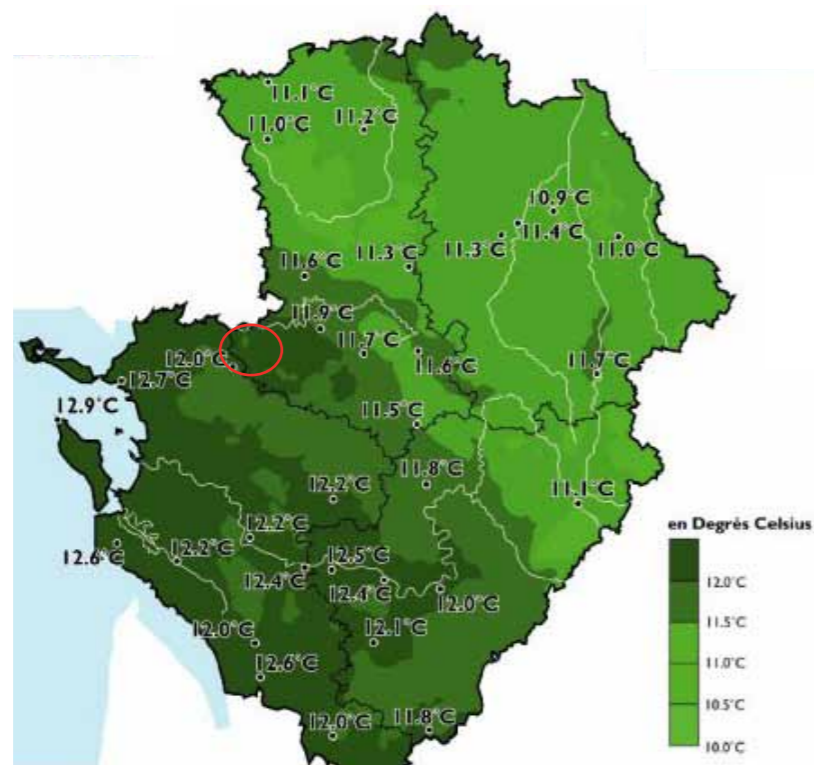 11.1°C
11.2°C
11.0°C
10.9°C
11.4°C
11.3°C
11.0°C
11.3°C
11.6°C
11.9°C
11.7°C
11.6°C
12.0°C
11.7°C
12.7°C
12.9°C
11.5°C
11.8°C
12.2°C
11.1°C
12.2°C
en Degrès Celsius
12.6°C
12.2°C
12.5°C
12.4°C
12.4°C
12.0°C
12.0°C
12.1°C
12.6°C
12.0°C
11.8°C
12.0°C
11.5°C
11.0°C
10.5°C
10.0°C